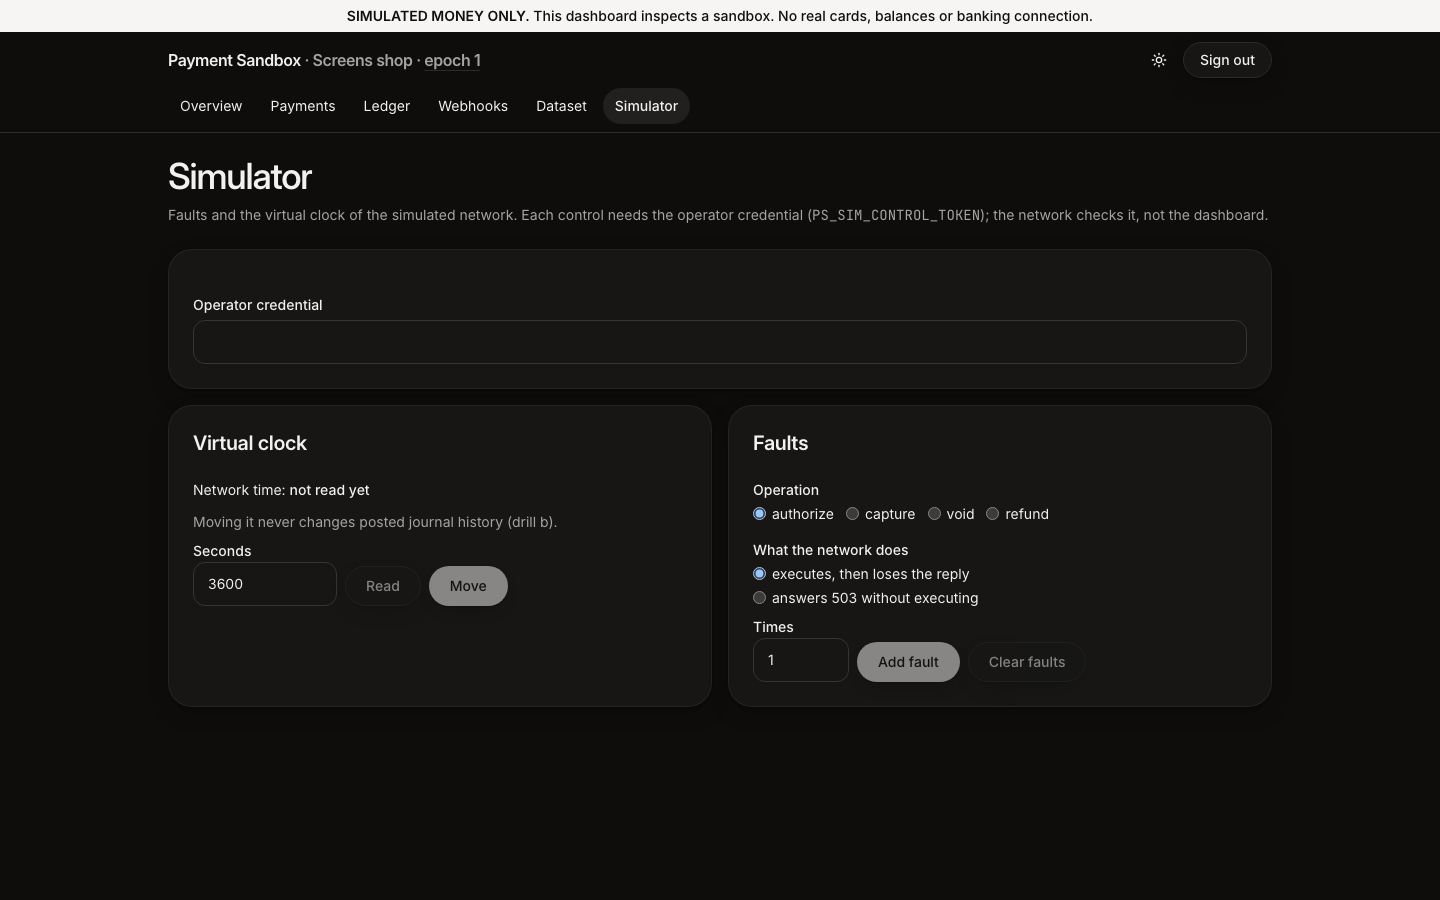 SIMULATED MONEY ONLY. This dashboard inspects a sandbox. No real cards, balances or banking connection.
Payment Sandbox · Screens shop · epoch 1
Sign out
Overview Payments Ledger Webhooks Dataset Simulator
Simulator
Faults and the virtual clock of the simulated network. Each control needs the operator credential (PS_SIM_CONTROL_TOKEN); the network checks it, not the dashboard.
Operator credential
Virtual clock
Network time: not read yet
Moving it never changes posted journal history (drill b).
Seconds
3600 Read Move
Faults
Operation
authorize capture void refund
What the network does
executes, then loses the reply
answers 503 without executing
Times
1 Add fault Clear faults